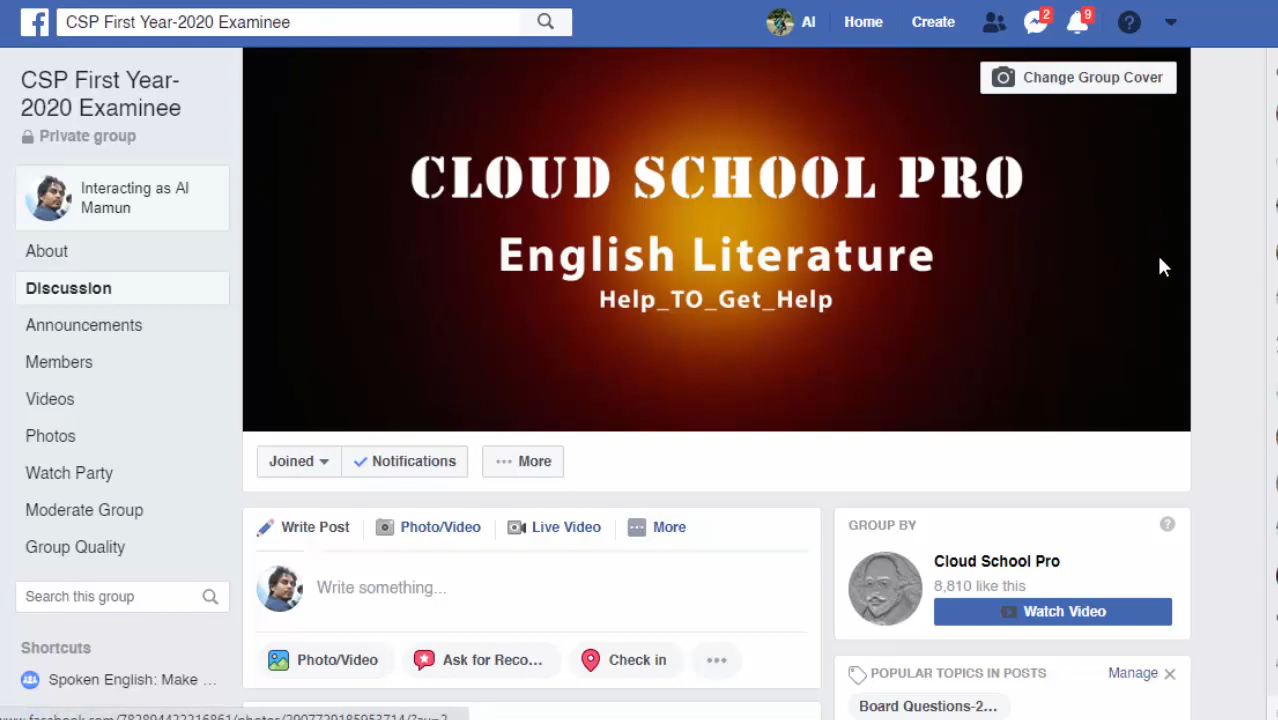 CSP First Year-2020 Examinee
Al
Home
Create
2
9
CSP First Year-
2020 Examinee
Private group
Interacting as Al
Mamun
About
Discussion
Announcements
Members
Videos
Photos
Watch Party
Moderate Group
Group Quality
Search this group
Shortcuts
Spoken English: Make ...
Change Group Cover
CLOUD SCHOOL PRO
English Literature
Help_TO_Get_Help
Joined
Notifications
More
Write Post
Photo/Video
Live Video
More
Write something...
Photo/Video
Ask for Reco...
Check in
GROUP BY
Cloud School Pro
8,810 like this
Watch Video
POPULAR TOPICS IN POSTS
Manage
Board Questions-2...